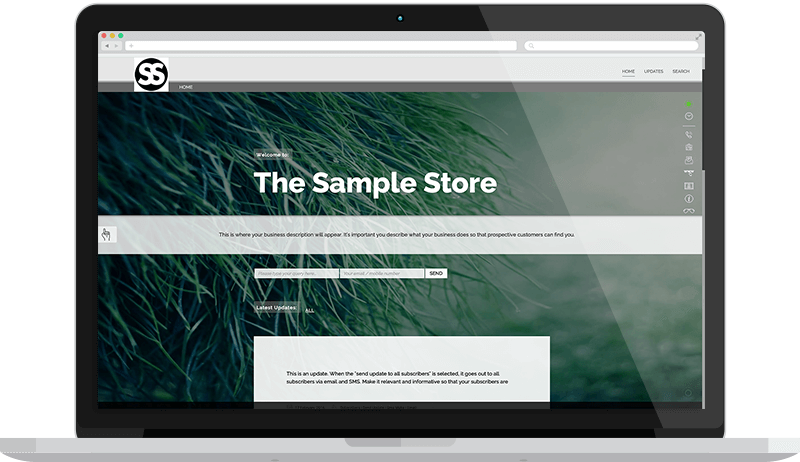 SS
HOME UPDATES SEARCH
HOME
Welcome to:
The Sample Store
This is where your business description will appear. It's important you describe what your business does so that prospective customers can find you.
Please type your query here.. Your email / mobile number SEND
Latest Updates: ALL
This is an update. When the "send update to all subscribers" is selected, it goes out to all
subscribers via email and SMS. Make it relevant and informative so that your subscribers are